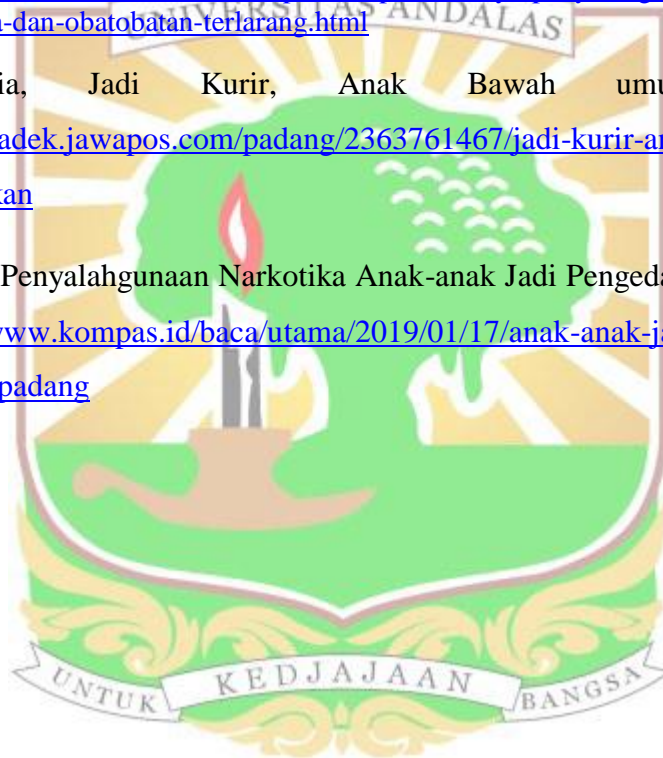 a-dan-obatobatan-terlarang.html
UNIVERSITAS ANDALAS
ia, Jadi Kurir, Anak Bawah umu
adek.jawapos.com/padang/2363761467/jadi-kurir-an
kan
Penyalahgunaan Narkotika Anak-anak Jadi Pengeda
www.kompas.id/baca/utama/2019/01/17/anak-anak-ja
padang
UNTUK KEDJAJAAN BANGSA